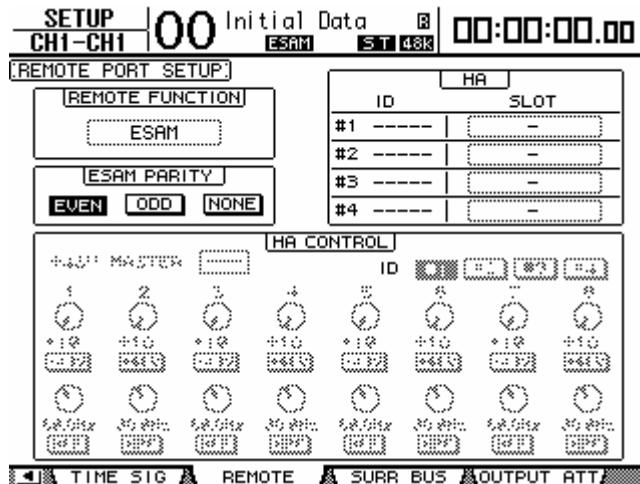 SETUP
CH1-CH1
00
Initial Data
R
ESAM
ST
48K
00:00:00.00
REMOTE PORT SETUP
REMOTE FUNCTION
ESAM
ESAM PARITY
EVEN ODD NONE
HA
ID SLOT
#1 ----- -
#2 ----- -
#3 ----- -
#4 ----- -
HA CONTROL
+48V MASTER
ID
1 2 3 4 5 6 7 8
TIME SIG REMOTE SURR BUS OUTPUT ATT